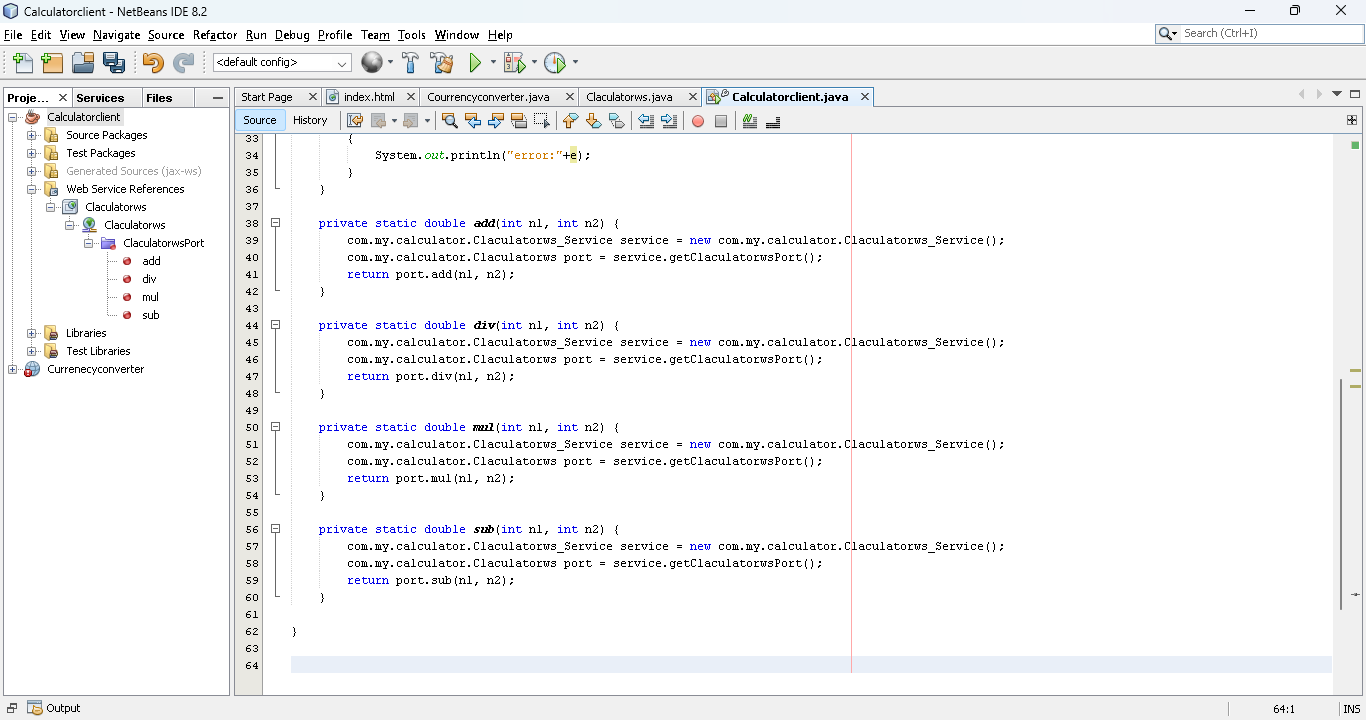 Calculatorclient - NetBeans IDE 8.2
File Edit View Navigate Source Refactor Run Debug Profile Team Tools Window Help
Search (Ctrl+I)
<default config>
Proje... Services Files
Start Page index.html Courrencyconverter.java Claculatorws.java Calculatorclient.java
Source History
Calculatorclient
Source Packages
Test Packages
Generated Sources (jax-ws)
Web Service References
Claculatorws
Claculatorws
ClaculatorwsPort
add
div
mul
sub
Libraries
Test Libraries
Currenecyconverter
33 {
34 System.out.println("error:"+e);
35 }
36 }
37
38 private static double add(int n1, int n2) {
39 com.my.calculator.Claculatorws_Service service = new com.my.calculator.Claculatorws_Service();
40 com.my.calculator.Claculatorws port = service.getClaculatorwsPort();
41 return port.add(n1, n2);
42 }
43
44 private static double div(int n1, int n2) {
45 com.my.calculator.Claculatorws_Service service = new com.my.calculator.Claculatorws_Service();
46 com.my.calculator.Claculatorws port = service.getClaculatorwsPort();
47 return port.div(n1, n2);
48 }
49
50 private static double mul(int n1, int n2) {
51 com.my.calculator.Claculatorws_Service service = new com.my.calculator.Claculatorws_Service();
52 com.my.calculator.Claculatorws port = service.getClaculatorwsPort();
53 return port.mul(n1, n2);
54 }
55
56 private static double sub(int n1, int n2) {
57 com.my.calculator.Claculatorws_Service service = new com.my.calculator.Claculatorws_Service();
58 com.my.calculator.Claculatorws port = service.getClaculatorwsPort();
59 return port.sub(n1, n2);
60 }
61
62 }
63
64
Output
64:1 INS